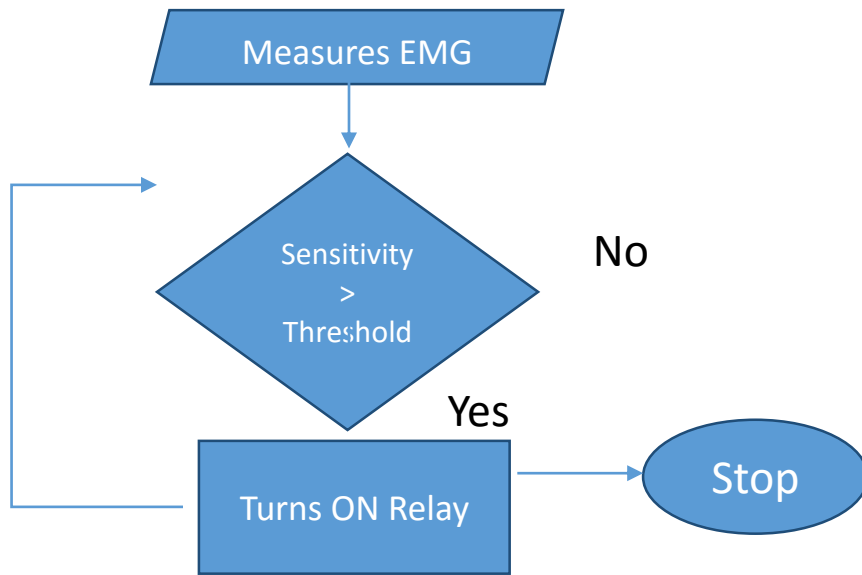 Measures EMG
Sensitivity
>
Threshold
No
Yes
Turns ON Relay
Stop